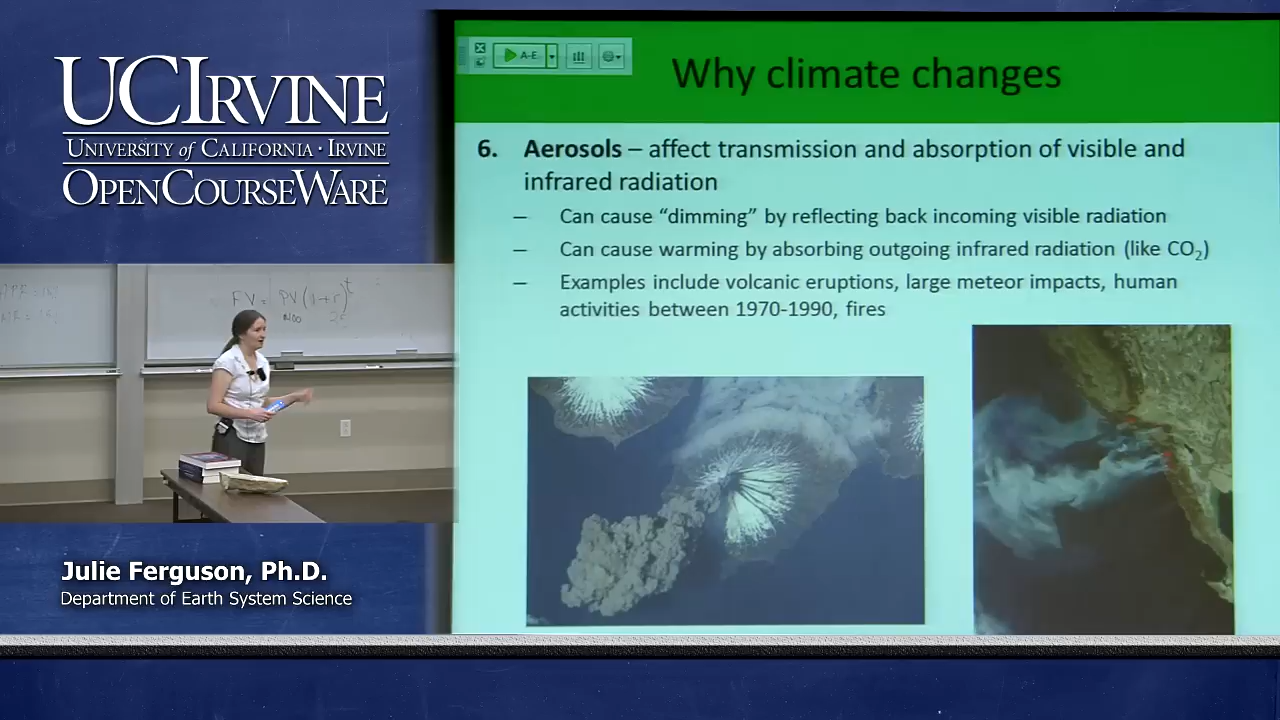 UCIRVINE
UNIVERSITY of CALIFORNIA · IRVINE
OPENCOURSEWARE
FV = PV(1+r)^t
Julie Ferguson, Ph.D.
Department of Earth System Science
A-E
Why climate changes
6. Aerosols – affect transmission and absorption of visible and
infrared radiation
– Can cause “dimming” by reflecting back incoming visible radiation
– Can cause warming by absorbing outgoing infrared radiation (like CO₂)
– Examples include volcanic eruptions, large meteor impacts, human
activities between 1970-1990, fires